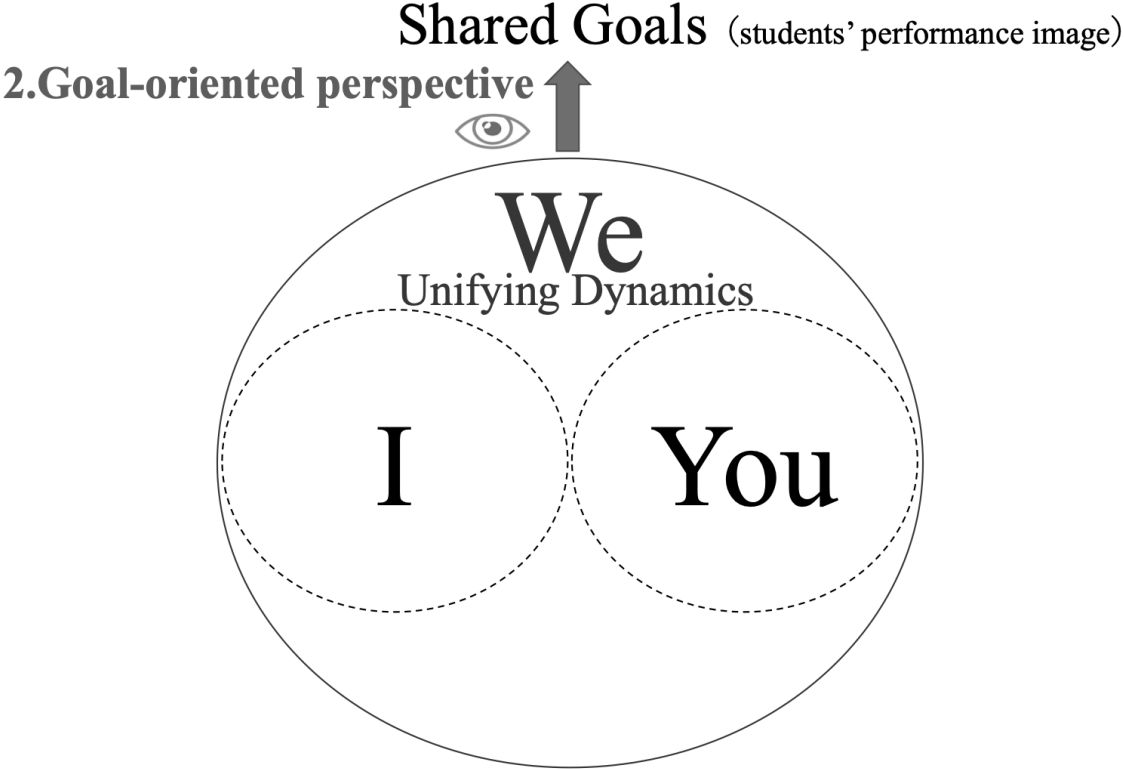 Shared Goals（students’ performance image）
2.Goal-oriented perspective
We
Unifying Dynamics
I You